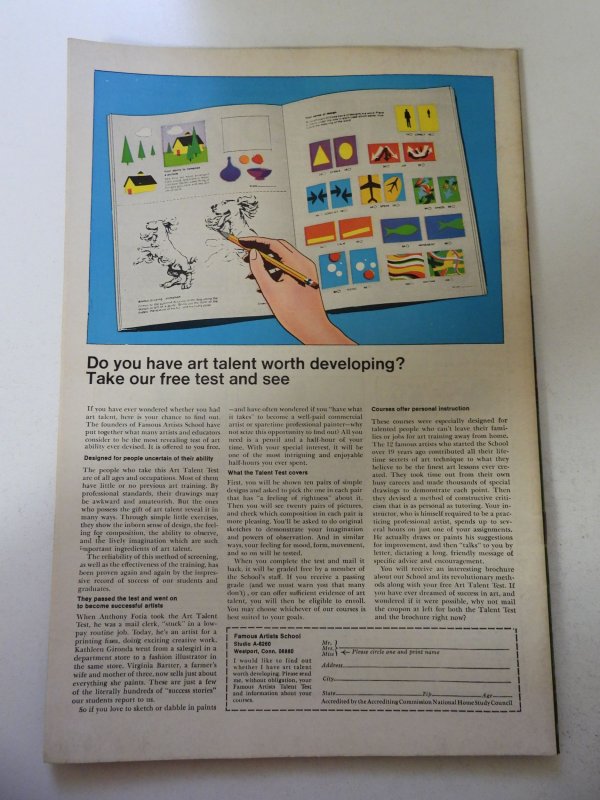 Do you have art talent worth developing?
Take our free test and see
If you have ever wondered whether you had
art talent, here is your chance to find out.
The founders of Famous Artists School have
put together what many artists and educators
consider to be the most revealing test of art
ability ever devised. It is offered to you free.
Designed for people uncertain of their ability
The people who take this Art Talent Test
are of all ages and occupations. Most of them
have little or no previous art training. By
professional standards, their drawings may
be awkward and amateurish. But the ones
who possess the gift of art talent reveal it in
many ways. Through simple little exercises,
they show the inborn sense of design, the feel-
ing for composition, the ability to observe,
and the lively imagination which are such
important ingredients of art talent.
The reliability of this method of screening,
as well as the effectiveness of the training, has
been proven again and again by the impres-
sive record of success of our students and
graduates.
They passed the test and went on
to become successful artists
When Anthony Fotia took the Art Talent
Test, he was a mail clerk, "stuck" in a low-
pay routine job. Today, he's an artist for a
printing firm, doing exciting creative work.
Kathleen Gironda went from a salesgirl in a
department store to a fashion illustrator in
the same store. Virginia Bartter, a farmer's
wife and mother of three, now sells just about
everything she paints. These are just a few
of the literally hundreds of "success stories"
our students report to us.
So if you love to sketch or dabble in paints
—and have often wondered if you "have what
it takes" to become a well-paid commercial
artist or sparetime professional painter—why
not seize this opportunity to find out? All you
need is a pencil and a half-hour of your
time. With your special interest, it will be
one of the most intriguing and enjoyable
half-hours you ever spent.
What the Talent Test covers
First, you will be shown ten pairs of simple
designs and asked to pick the one in each pair
that has "a feeling of rightness" about it.
Then you will see twenty pairs of pictures,
and check which composition in each pair is
more pleasing. You'll be asked to do original
sketches to demonstrate your imagination
and powers of observation. And in similar
ways, your feeling for mood, form, movement,
and so on will be tested.
When you complete the test and mail it
back, it will be graded free by a member of
the School's staff. If you receive a passing
grade (and we must warn you that many
don't), or can offer sufficient evidence of art
talent, you will then be eligible to enroll.
You may choose whichever of our courses is
best suited to your goals.
Courses offer personal instruction
These courses were especially designed for
talented people who can't leave their fami-
lies or jobs for art training away from home.
The 12 famous artists who started the School
over 19 years ago contributed all their life-
time secrets of art technique to what they
believe to be the finest art lessons ever cre-
ated. They took time out from their own
busy careers and made thousands of special
drawings to demonstrate each point. Then
they devised a method of constructive criti-
cism that is as personal as tutoring. Your in-
structor, who is himself required to be a prac-
ticing professional artist, spends up to sev-
eral hours on just one of your assignments.
He actually draws or paints his suggestions
for improvement, and then "talks" to you by
letter, dictating a long, friendly message of
specific advice and encouragement.
You will receive an interesting brochure
about our School and its revolutionary meth-
ods along with your free Art Talent Test. If
you have ever dreamed of success in art, and
wondered if it were possible, why not mail
the coupon at left for both the Talent Test
and the brochure right now?
Famous Artists School
Westport, Conn. 06880
I would like to find out
whether I have art talent
worth developing. Please send
me, without obligation, your
Famous Artists Talent Test
and information about your
courses.
Mr.
Mrs.
Miss
Please circle one and print name
Address
City
State Zip Age
Accredited by the Accrediting Commission National Home Study Council